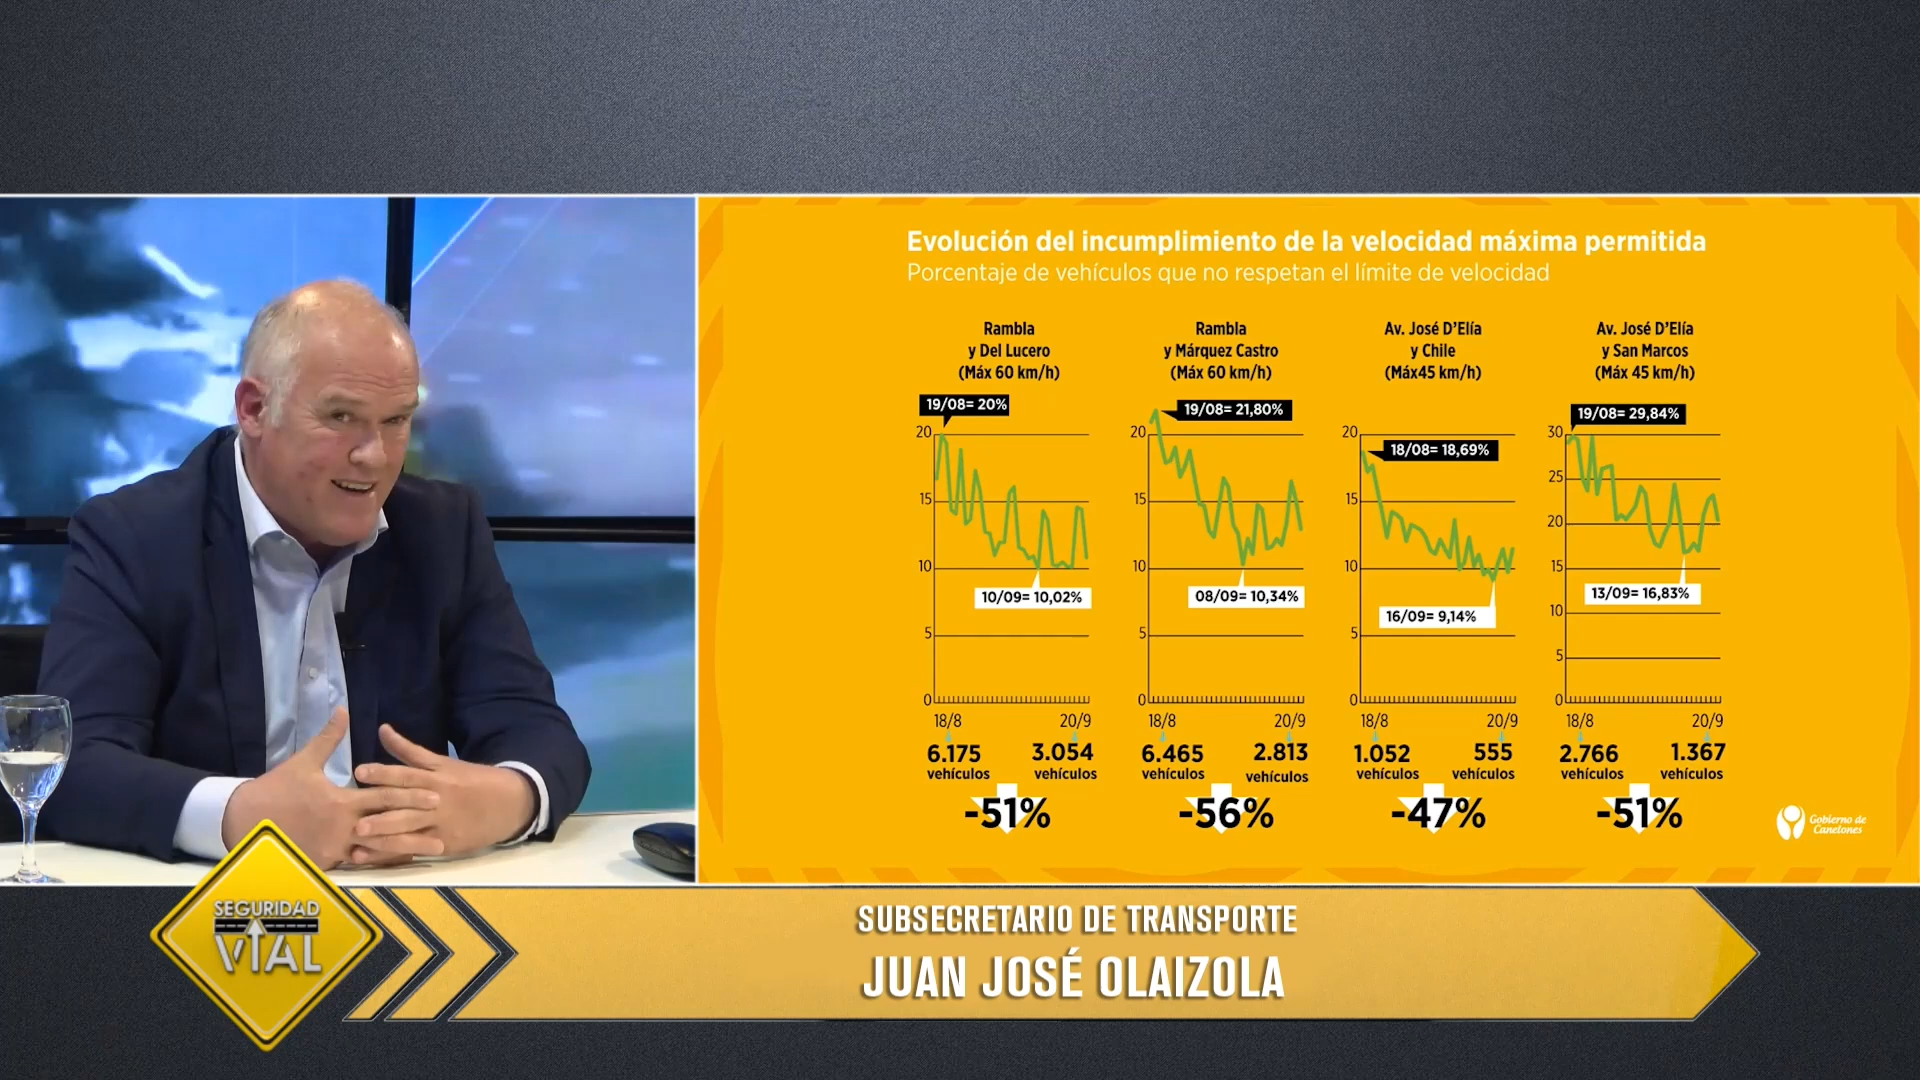 Evolución del incumplimiento de la velocidad máxima permitida
Porcentaje de vehículos que no respetan el límite de velocidad
Rambla
y Del Lucero
(Máx 60 km/h)
19/08= 20%
20
15
10
10/09= 10,02%
5
0
18/8
20/9
6.175
vehículos
3.054
vehículos
-51%
Rambla
y Márquez Castro
(Máx 60 km/h)
19/08= 21,80%
20
15
10
08/09= 10,34%
5
0
18/8
20/9
6.465
vehículos
2.813
vehículos
-56%
Av. José D'Elía
y Chile
(Máx45 km/h)
20
18/08= 18,69%
15
10
16/09= 9,14%
5
0
18/8
20/9
1.052
vehículos
555
vehículos
-47%
Av. José D'Elía
y San Marcos
(Máx 45 km/h)
19/08= 29,84%
30
25
20
15
13/09= 16,83%
10
5
0
18/8
20/9
2.766
vehículos
1.367
vehículos
-51%
Gobierno de
Canelones
SEGURIDAD
VIAL
SUBSECRETARIO DE TRANSPORTE
JUAN JOSÉ OLAIZOLA